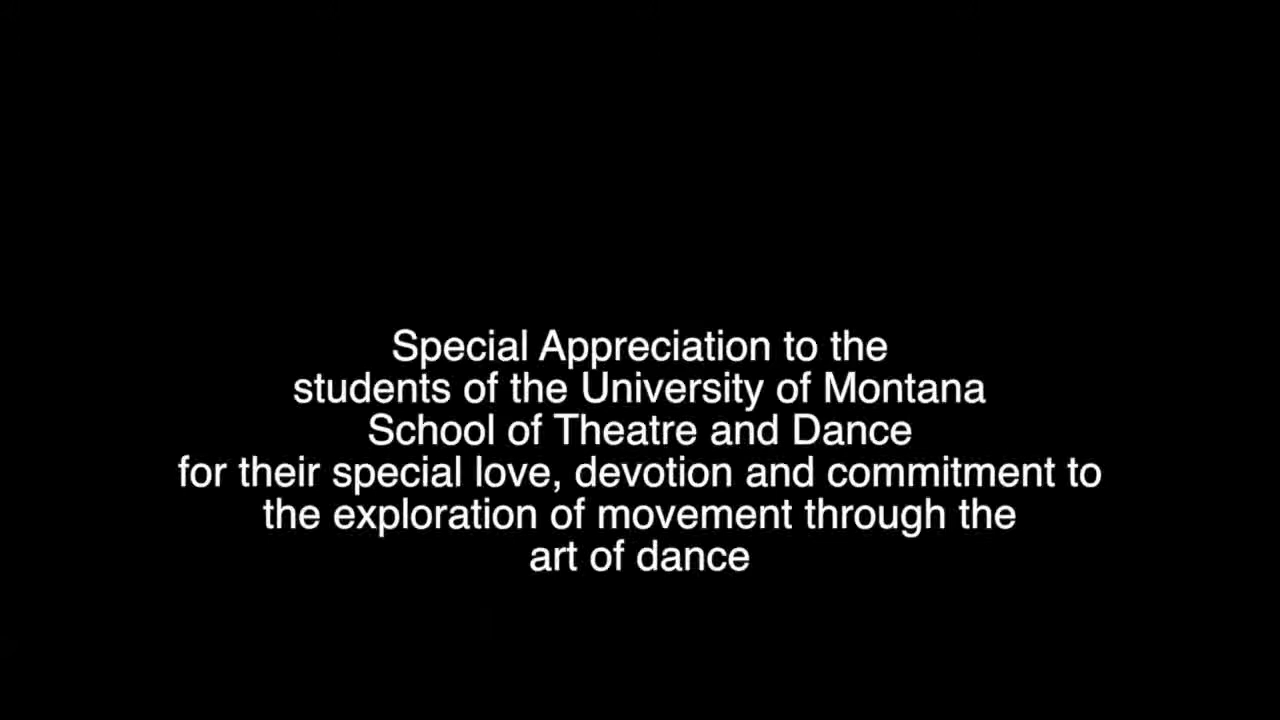 Special Appreciation to the
students of the University of Montana
School of Theatre and Dance
for their special love, devotion and commitment to
the exploration of movement through the
art of dance